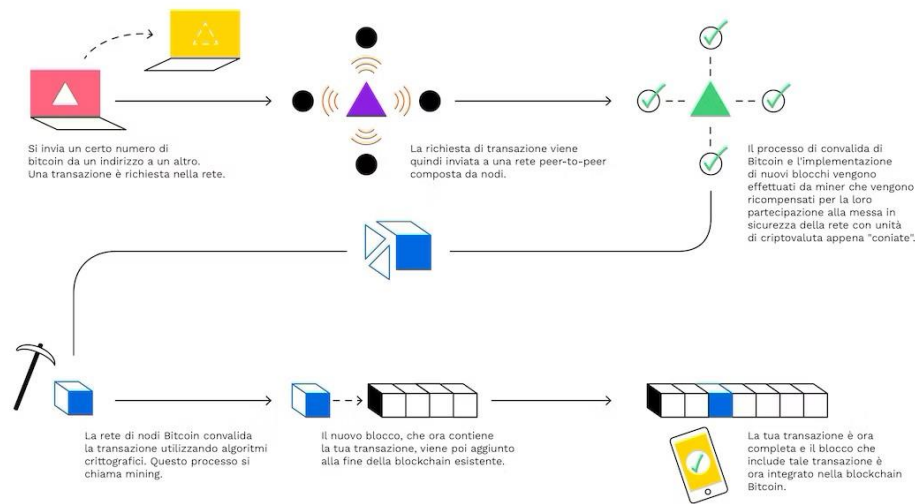 Si invia un certo numero di
bitcoin da un indirizzo a un altro.
Una transazione è richiesta nella rete.
La richiesta di transazione viene
quindi inviata a una rete peer-to-peer
composta da nodi.
Il processo di convalida di
Bitcoin e l'implementazione
di nuovi blocchi vengono
effettuati da miner che vengono
ricompensati per la loro
partecipazione alla messa in
sicurezza della rete con unità
di criptovaluta appena "coniate".
La rete di nodi Bitcoin convalida
la transazione utilizzando algoritmi
crittografici. Questo processo si
chiama mining.
Il nuovo blocco, che ora contiene
la tua transazione, viene poi aggiunto
alla fine della blockchain esistente.
La tua transazione è ora
completa e il blocco che
include tale transazione è
ora integrato nella blockchain
Bitcoin.